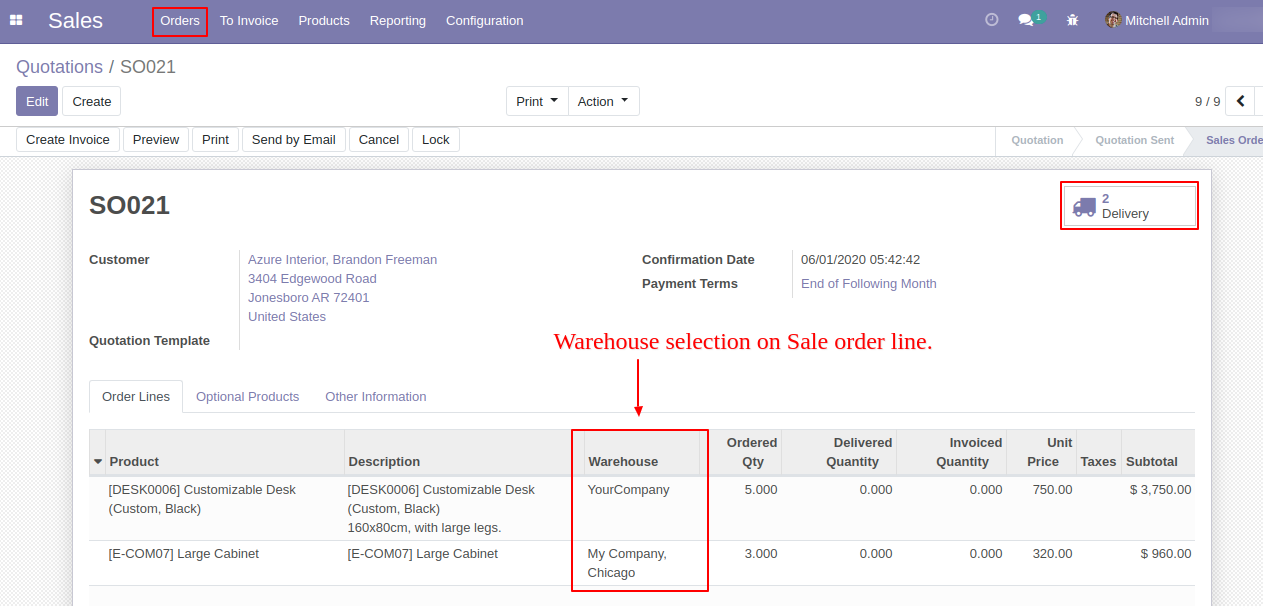 Sales Orders To Invoice Products Reporting Configuration 1 Mitchell Admin
Quotations / SO021
Edit Create Print Action 9 / 9
Create Invoice Preview Print Send by Email Cancel Lock Quotation Quotation Sent Sales Orde
SO021
2
Delivery
Customer
Azure Interior, Brandon Freeman
3404 Edgewood Road
Jonesboro AR 72401
United States
Confirmation Date 06/01/2020 05:42:42
Payment Terms End of Following Month
Quotation Template
Warehouse selection on Sale order line.
Order Lines Optional Products Other Information
Product Description Warehouse Ordered Qty Delivered Quantity Invoiced Quantity Unit Price Taxes Subtotal
[DESK0006] Customizable Desk [DESK0006] Customizable Desk YourCompany 5.000 0.000 0.000 750.00 $ 3,750.00
(Custom, Black) (Custom, Black)
160x80cm, with large legs.
[E-COM07] Large Cabinet [E-COM07] Large Cabinet My Company, 3.000 0.000 0.000 320.00 $ 960.00
Chicago